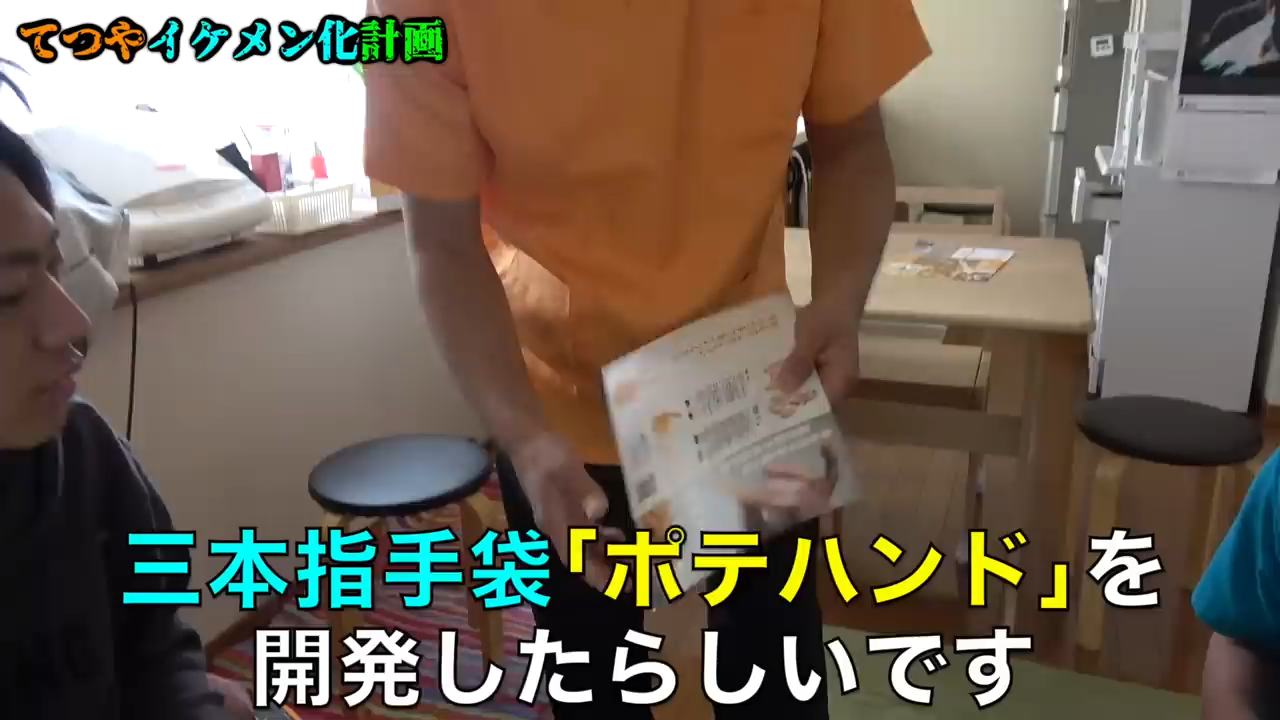 てつやイケメン化計画
三本指手袋「ポテハンド」を
開発したらしいです